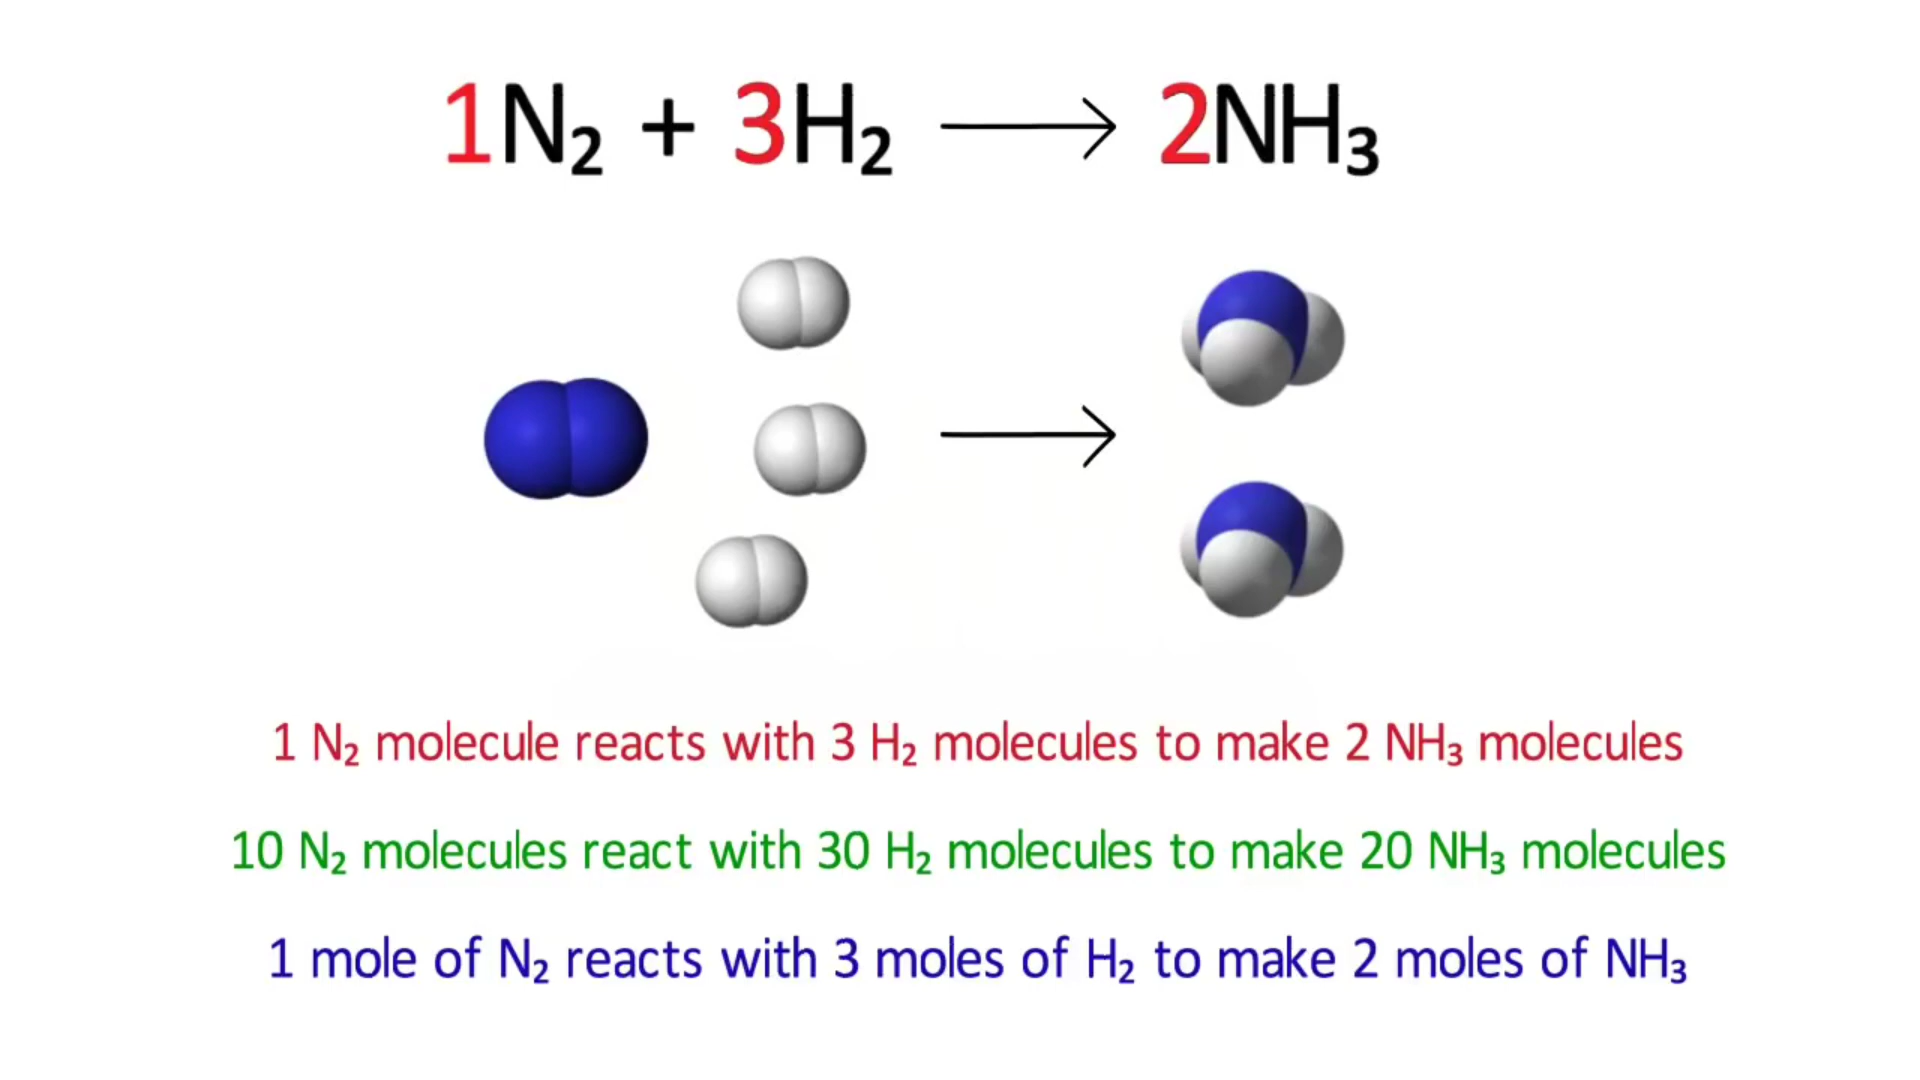 1N₂ + 3H₂ ⟶ 2NH₃
1 N₂ molecule reacts with 3 H₂ molecules to make 2 NH₃ molecules
10 N₂ molecules react with 30 H₂ molecules to make 20 NH₃ molecules
1 mole of N₂ reacts with 3 moles of H₂ to make 2 moles of NH₃